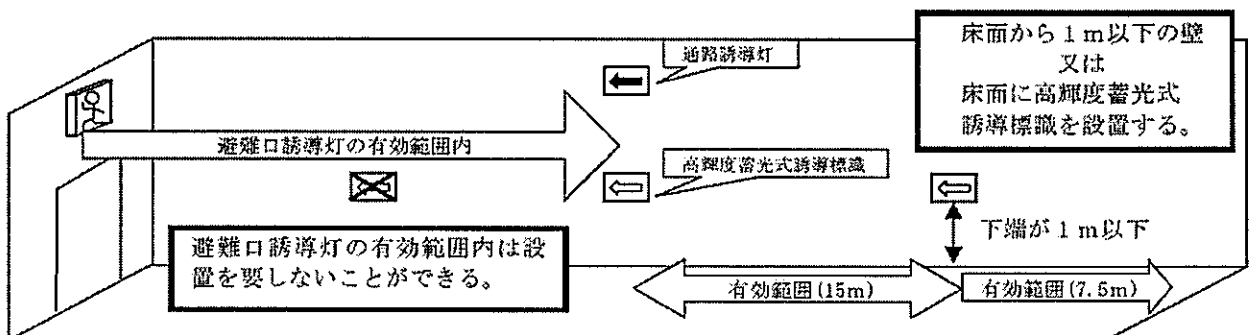 通路誘導灯
床面から1m以下の壁
又は
床面に高輝度蓄光式
誘導標識を設置する。
避難口誘導灯の有効範囲内
高輝度蓄光式誘導標識
下端が1m以下
避難口誘導灯の有効範囲内は設
置を要しないことができる。
有効範囲(15m)
有効範囲(7.5m)